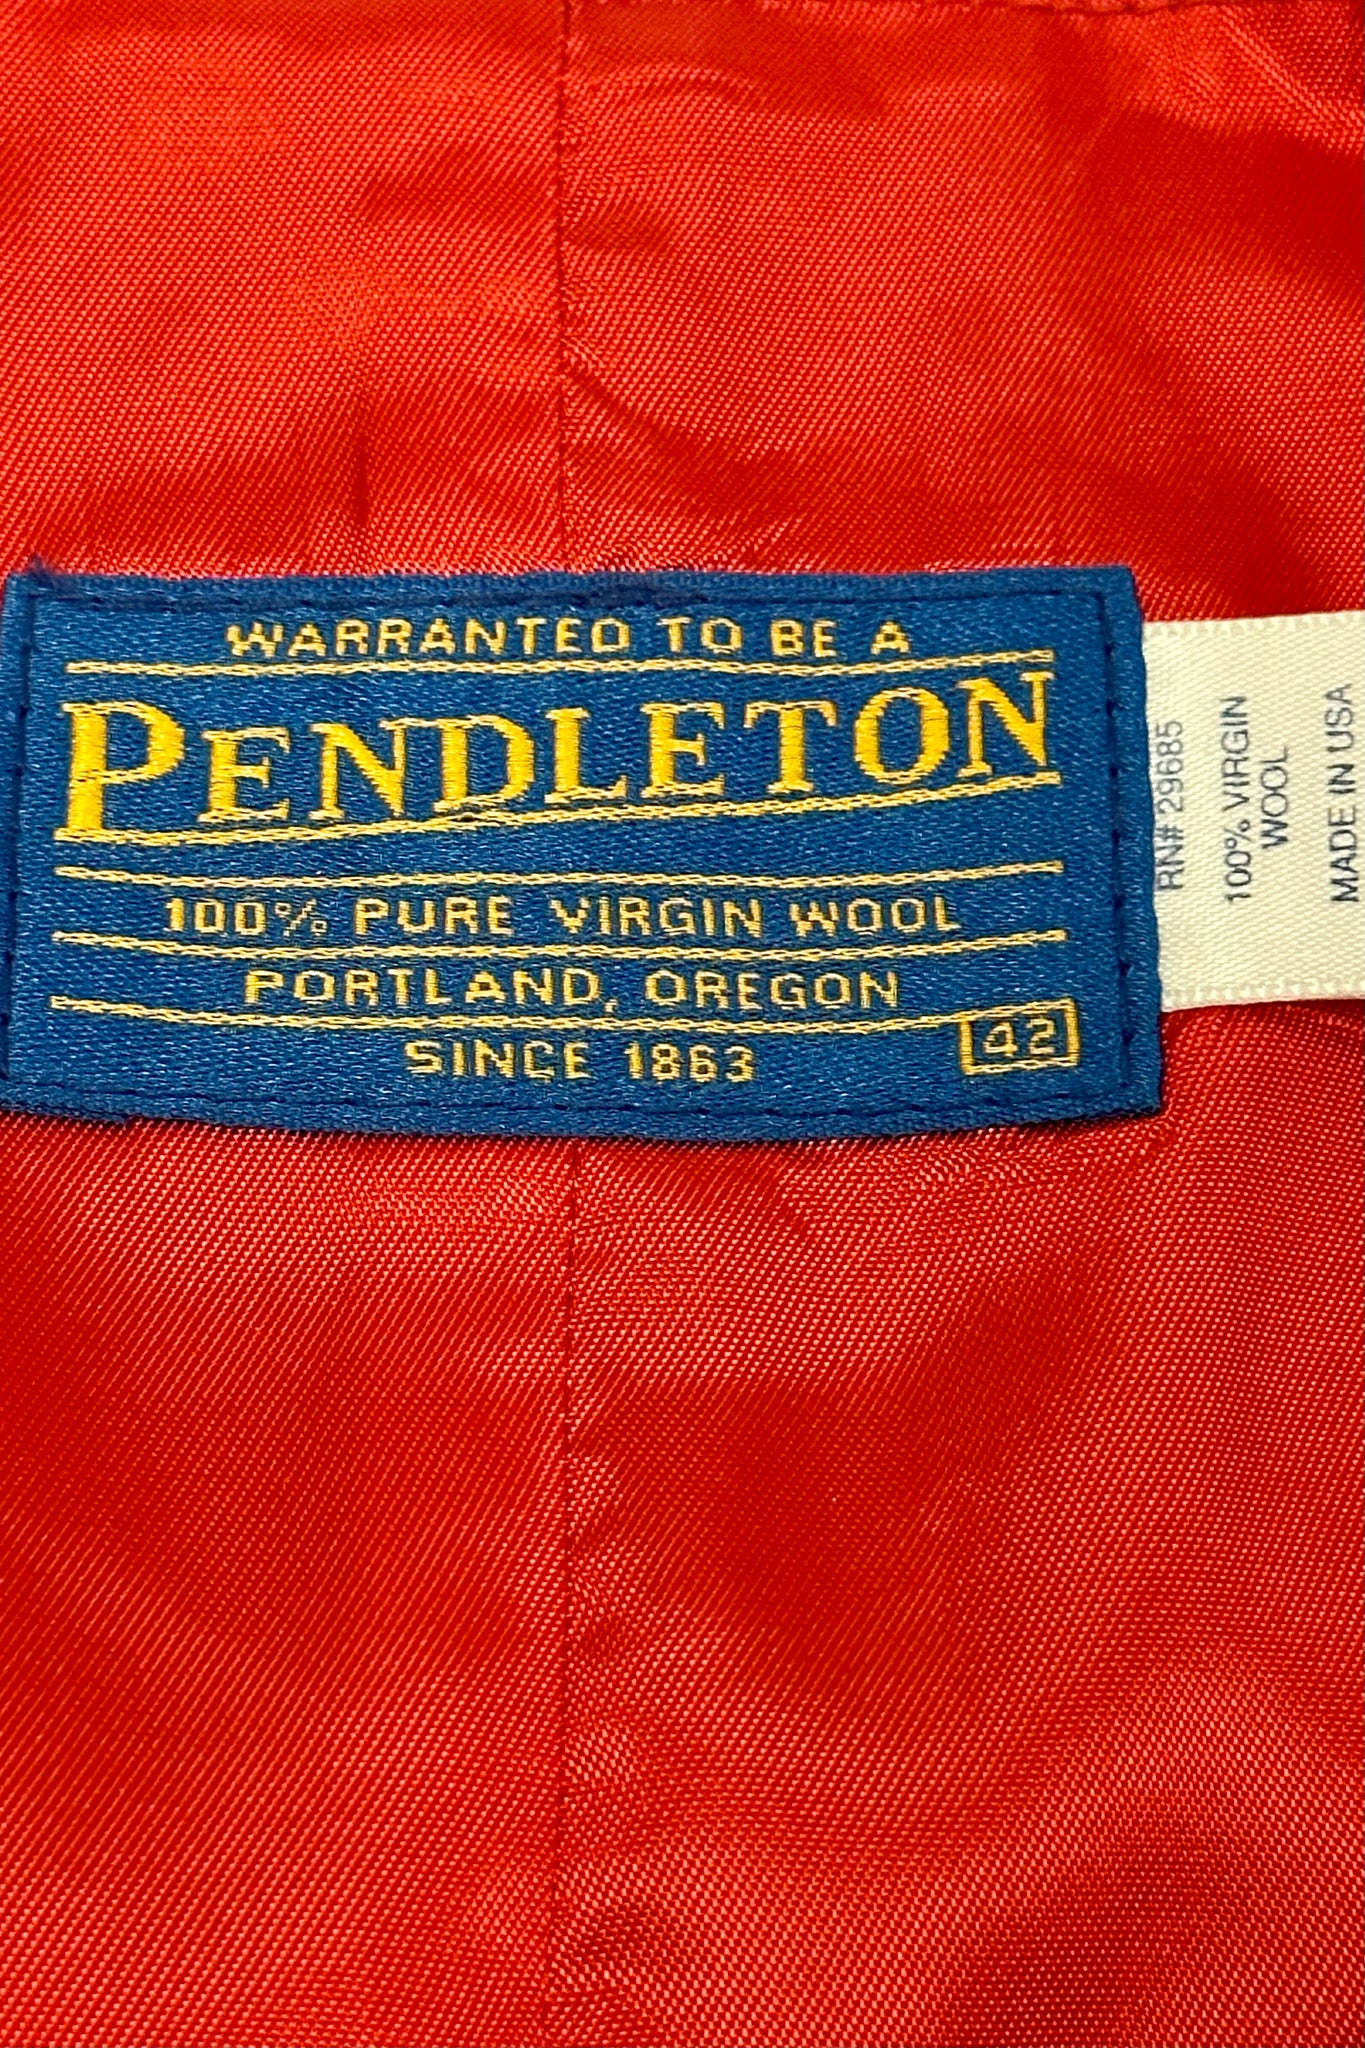 WARRANTED TO BE A
PENDLETON
100% PURE VIRGIN WOOL
PORTLAND, OREGON
SINCE 1863
42
RN# 29685
100% VIRGIN
WOOL
MADE IN USA